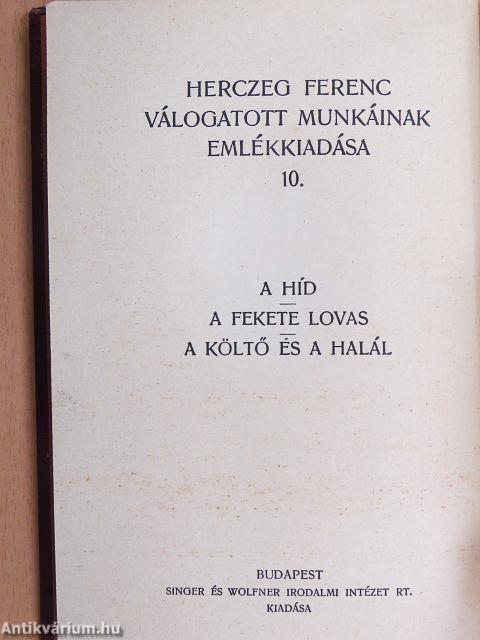 HERCZEG FERENC
VÁLOGATOTT MUNKÁINAK
EMLÉKKIADÁSA
10.
A HÍD
A FEKETE LOVAS
A KÖLTŐ ÉS A HALÁL
BUDAPEST
SINGER ÉS WOLFNER IRODALMI INTÉZET RT.
KIADÁSA
Antikvárium.hu